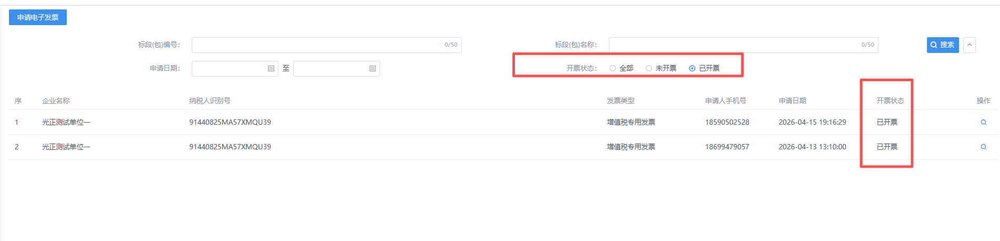 申请电子发票
标段(包)编号: 0/50 标段(包)名称: 0/50 搜索
申请日期: 至 开票状态: 全部 未开票 已开票
序 企业名称 纳税人识别号 发票类型 申请人手机号 申请日期 开票状态 操作
1 光正测试单位一 91440825MA57XMQU39 增值税专用发票 18590502528 2026-04-15 19:16:29 已开票
2 光正测试单位一 91440825MA57XMQU39 增值税专用发票 18699479057 2026-04-13 13:10:00 已开票